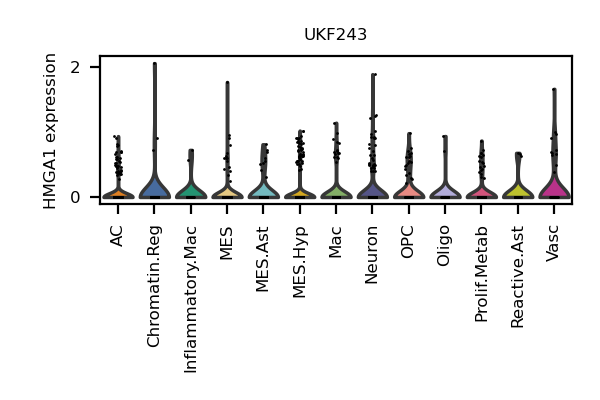 UKF243
HMGA1 expression
2
0
AC
Chromatin.Reg
Inflammatory.Mac
MES
MES.Ast
MES.Hyp
Mac
Neuron
OPC
Oligo
Prolif.Metab
Reactive.Ast
Vasc